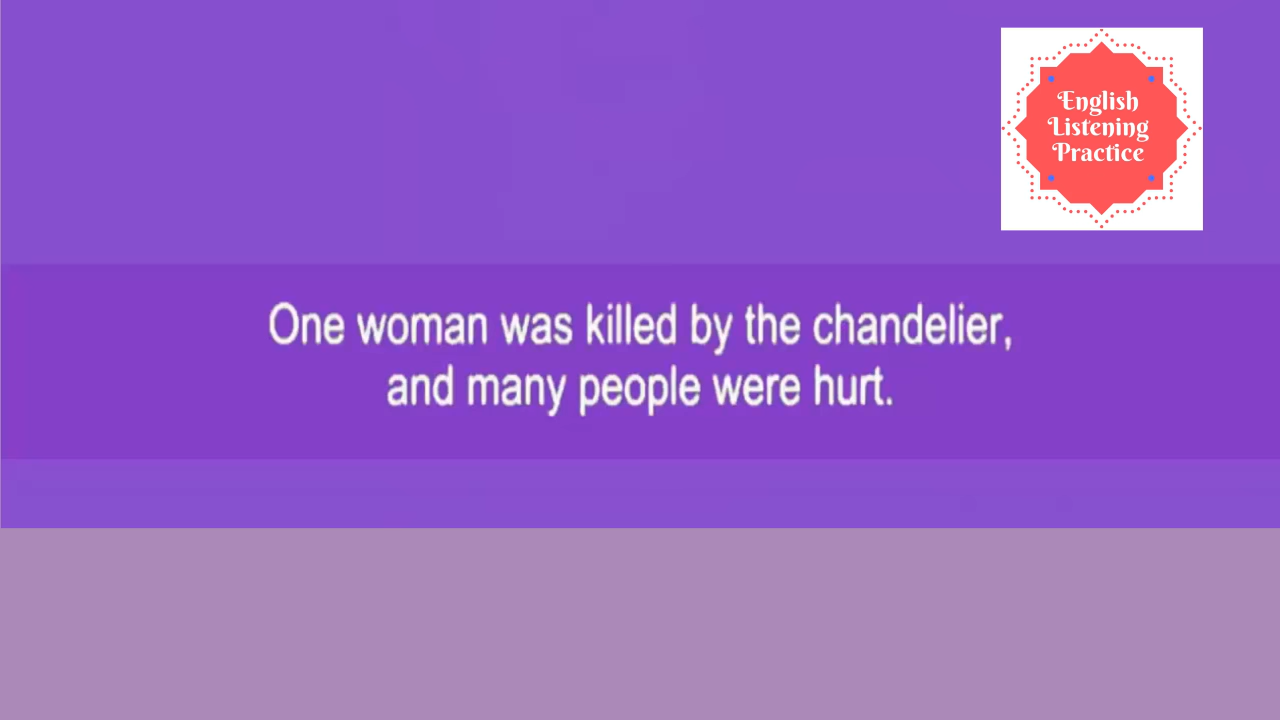 English
Listening
Practice
One woman was killed by the chandelier,
and many people were hurt.